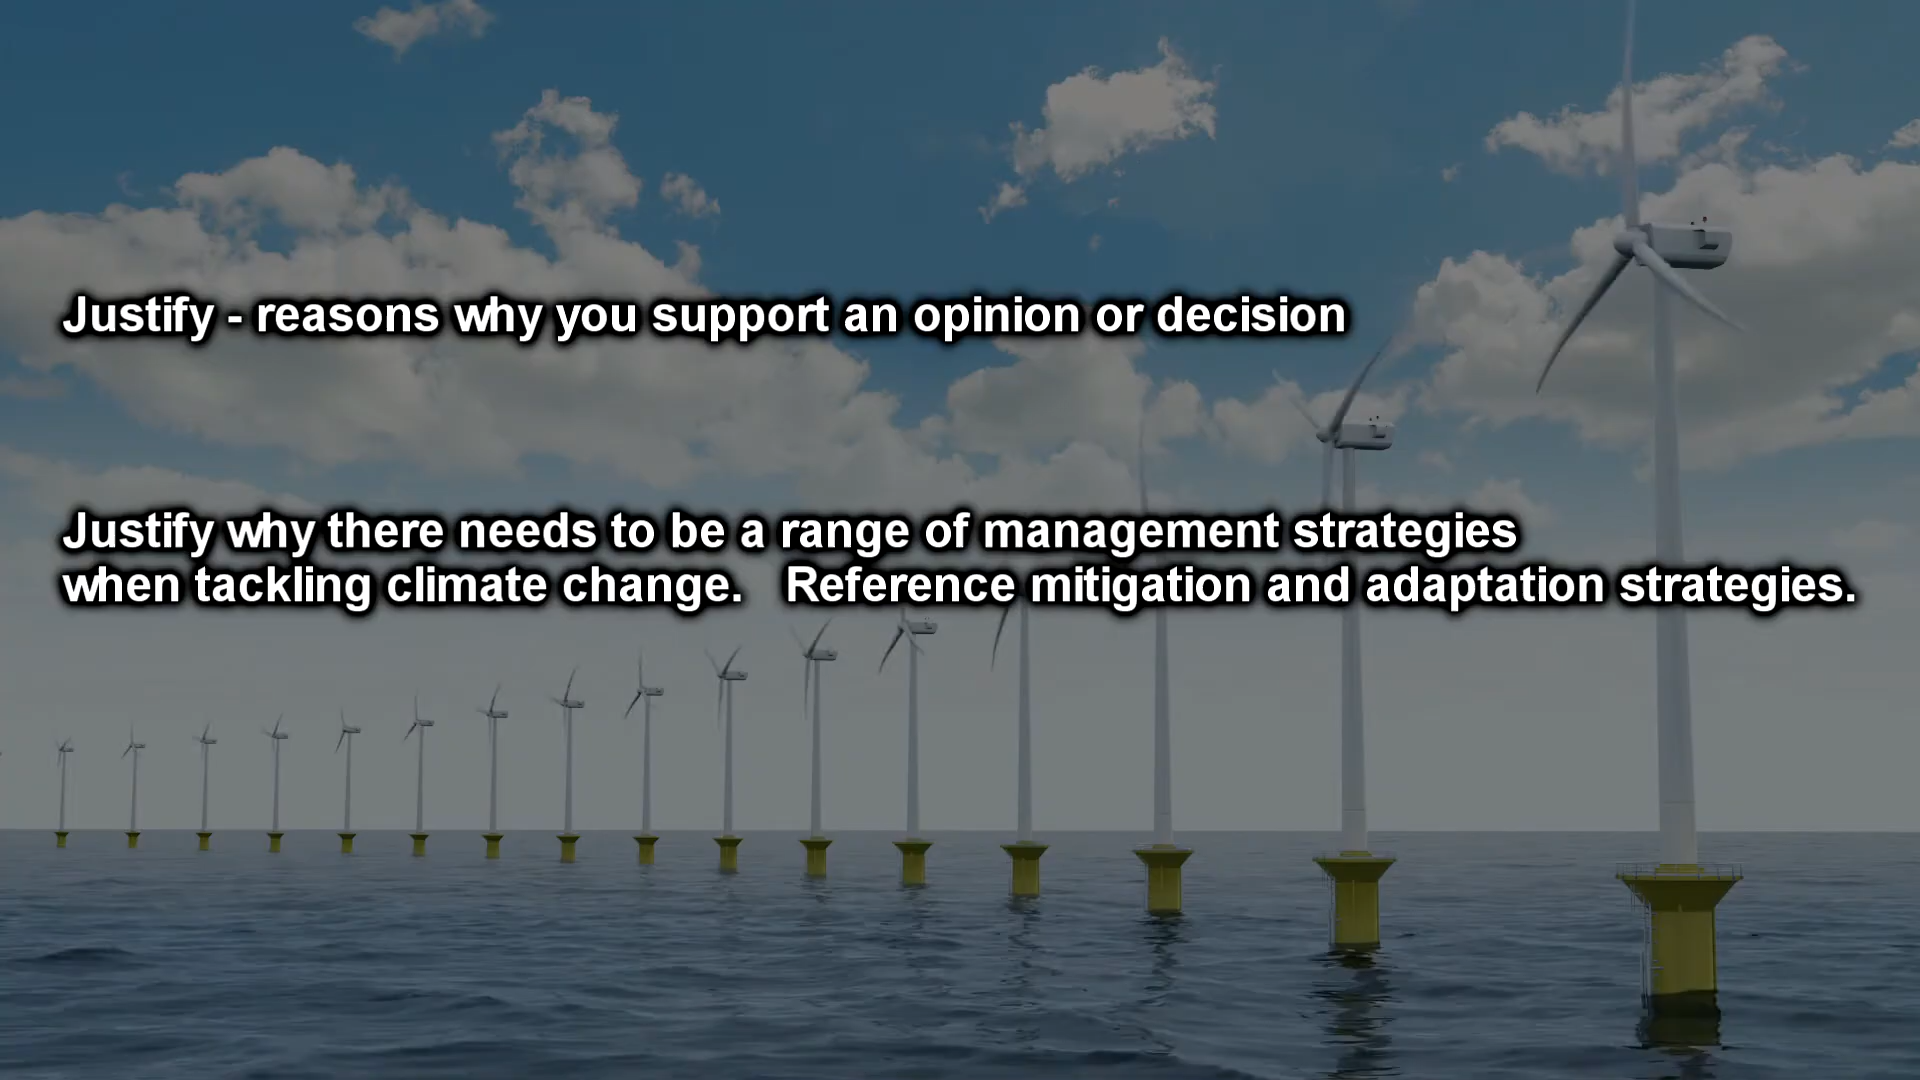 Justify - reasons why you support an opinion or decision
Justify why there needs to be a range of management strategies
when tackling climate change. Reference mitigation and adaptation strategies.